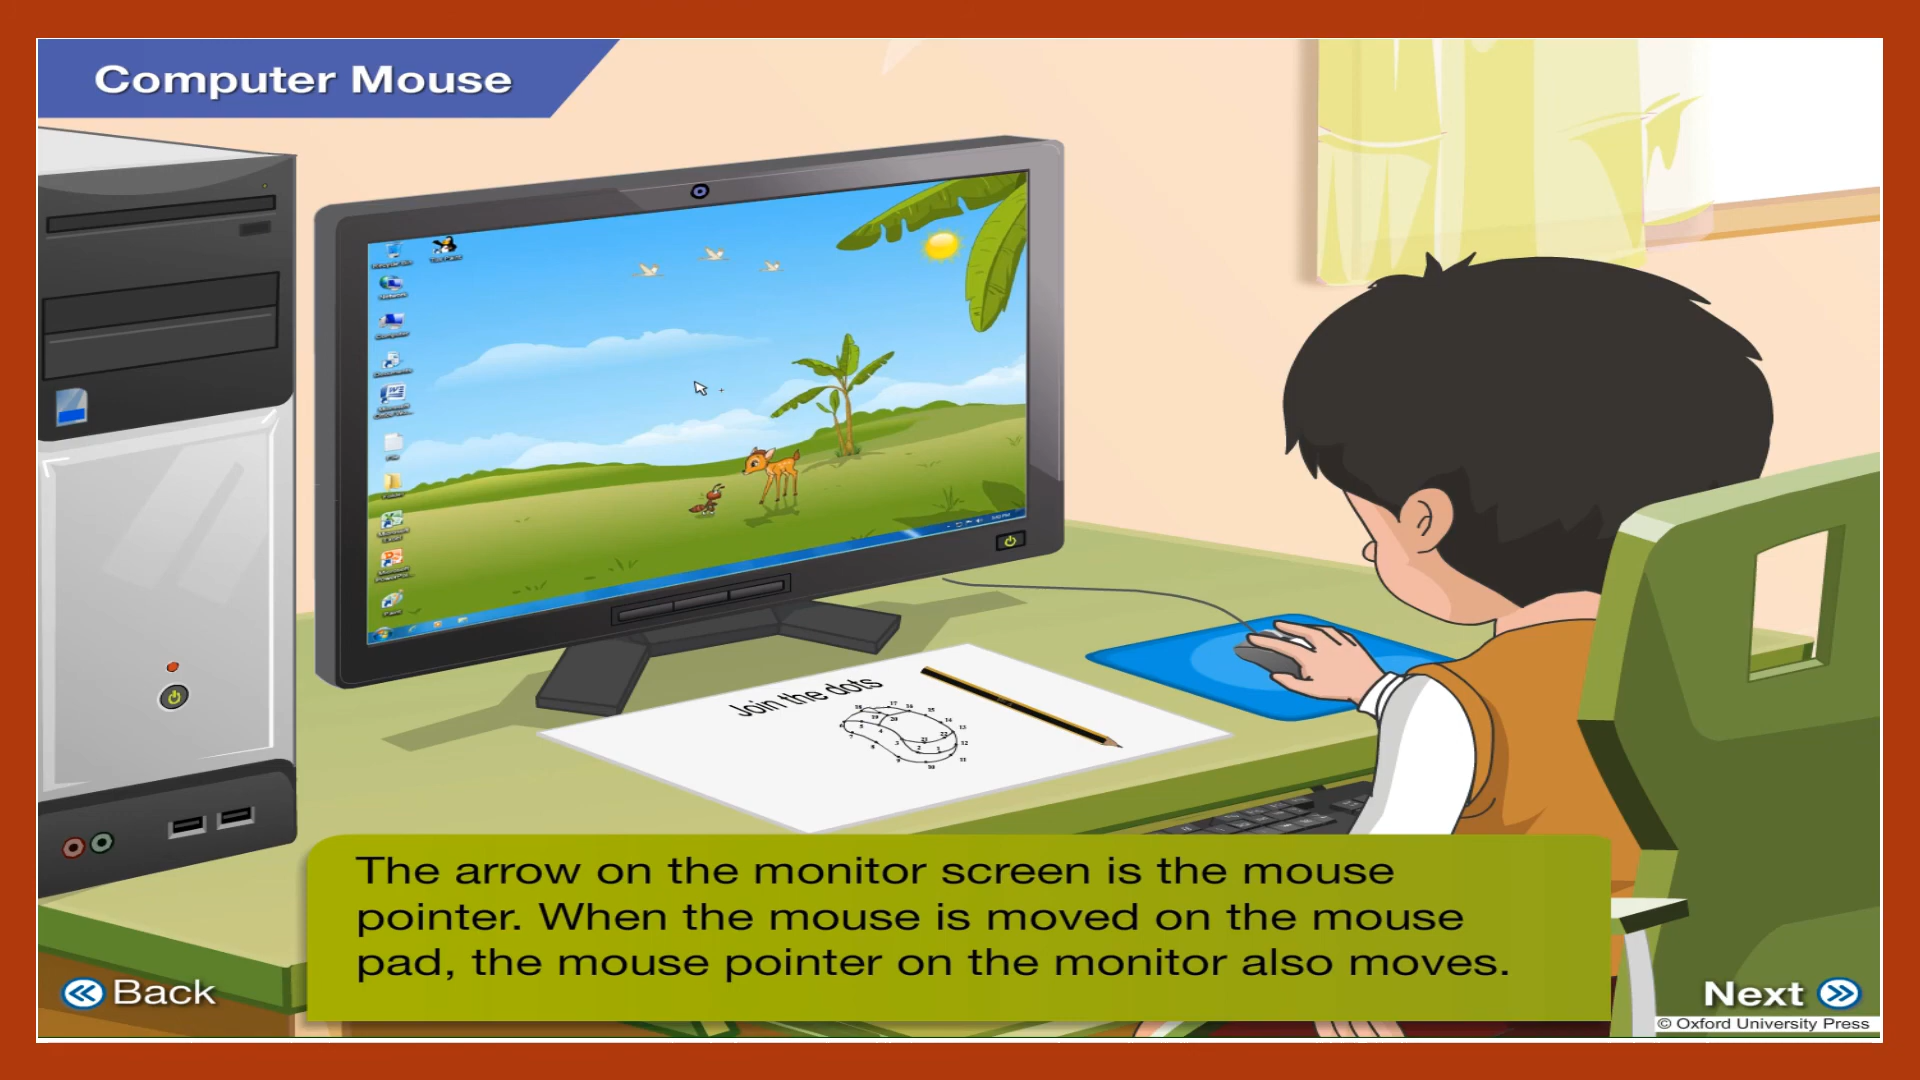 Computer Mouse
Join the dots
The arrow on the monitor screen is the mouse
pointer. When the mouse is moved on the mouse
pad, the mouse pointer on the monitor also moves.
Back
Next
© Oxford University Press